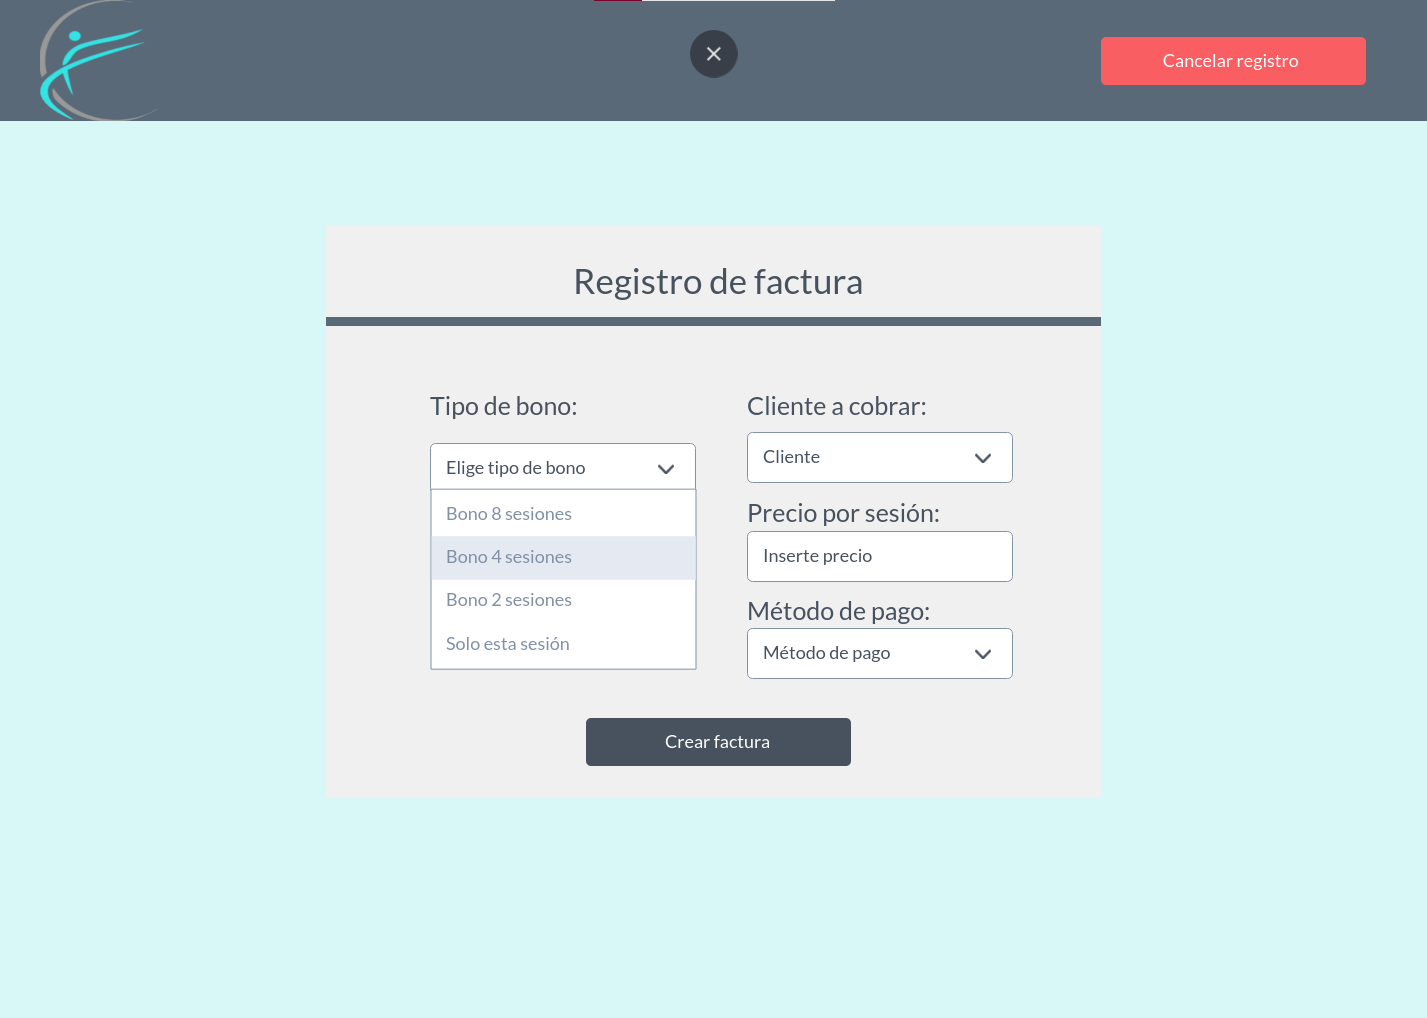 Cancelar registro
Registro de factura
Tipo de bono:
Elige tipo de bono
Bono 8 sesiones
Bono 4 sesiones
Bono 2 sesiones
Solo esta sesión
Cliente a cobrar:
Cliente
Precio por sesión:
Inserte precio
Método de pago:
Método de pago
Crear factura